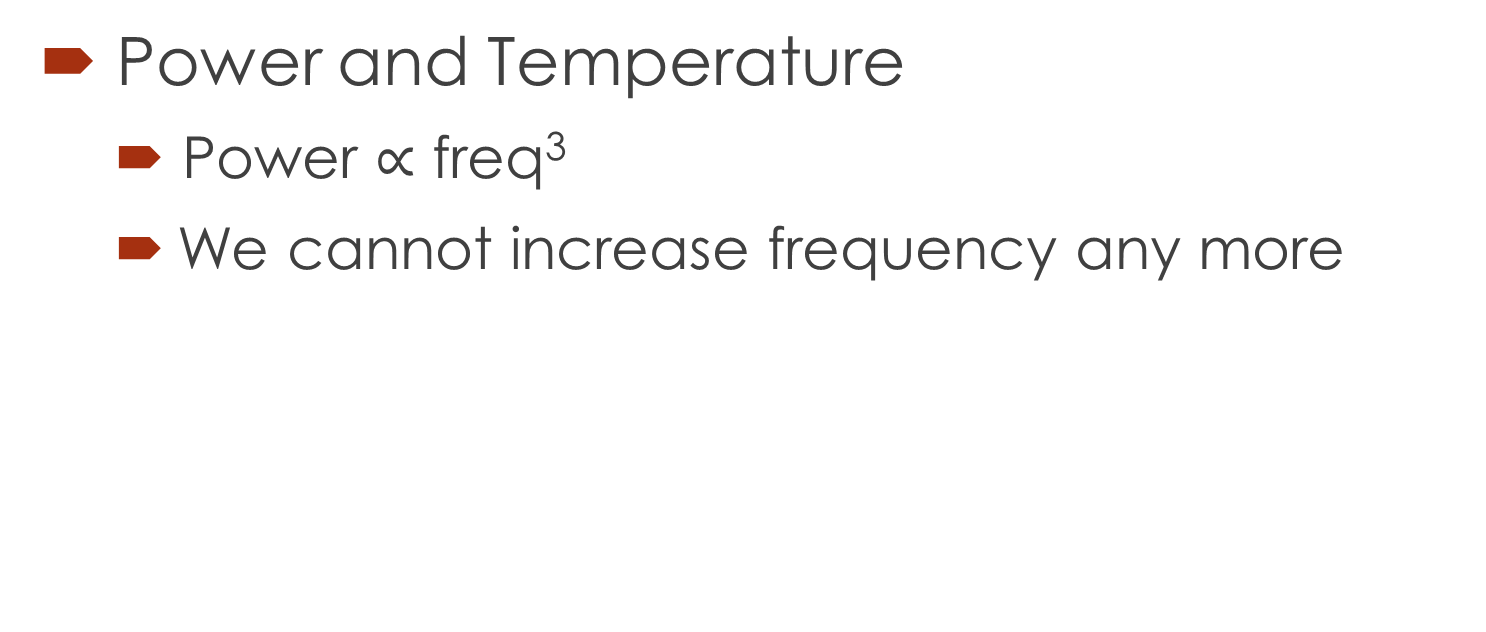 Power and Temperature
Power ∝ freq³
We cannot increase frequency any more